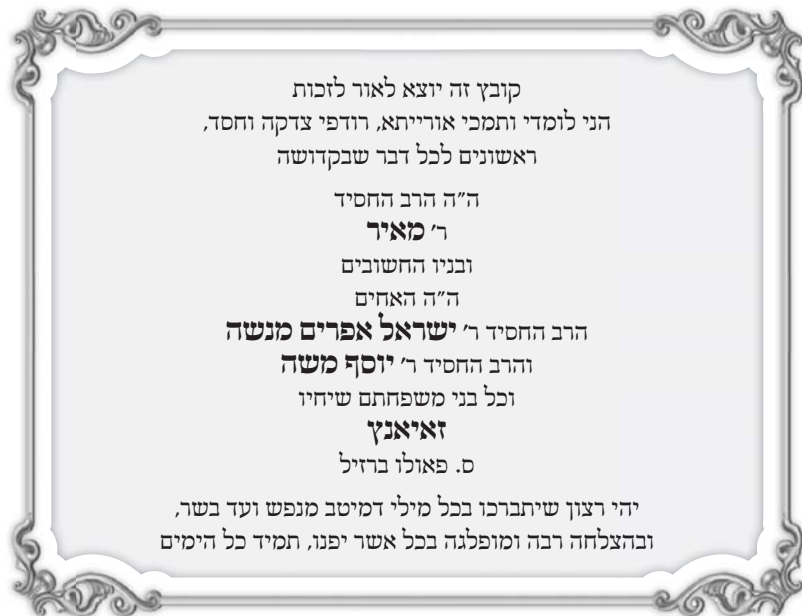 קובץ זה יוצא לאור לזכות
הני לומדי ותמכי אורייתא, רודפי צדקה וחסד,
ראשונים לכל דבר שבקדושה
ה״ה הרב החסיד
ר׳ מאיר
ובניו החשובים
ה״ה האחים
הרב החסיד ר׳ ישראל אפרים מנשה
והרב החסיד ר׳ יוסף משה
וכל בני משפחתם שיחיו
זאיאנץ
ס. פאולו ברזיל
יהי רצון שיתברכו בכל מילי דמיטב מנפש ועד בשר,
ובהצלחה רבה ומופלגה בכל אשר יפנו, תמיד כל הימים